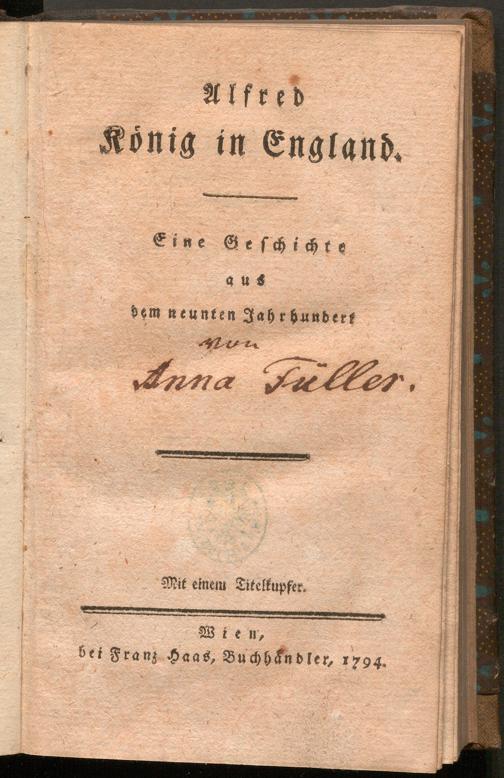 Alfred
König in England.
Eine Geſchichte
aus
dem neunten Jahrhundert
von
Anna Füller.
Mit einem Titelkupfer.
Wien,
bei Franz Haas, Buchhändler, 1794.